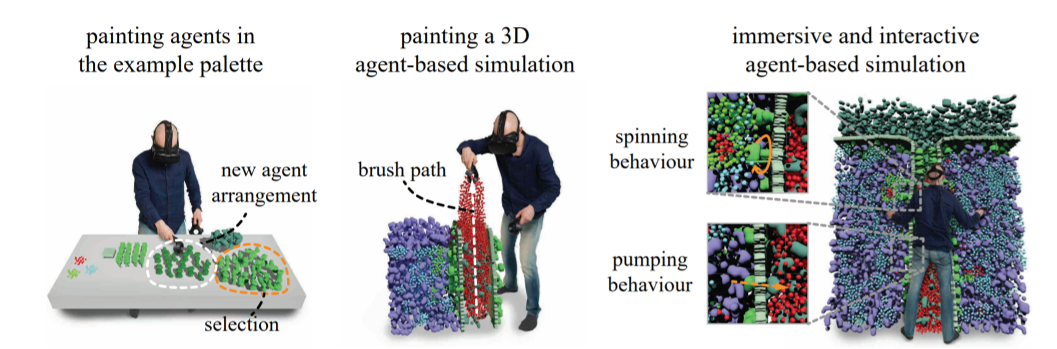 painting agents in
the example palette
new agent
arrangement
selection
painting a 3D
agent-based simulation
brush path
immersive and interactive
agent-based simulation
spinning
behaviour
pumping
behaviour